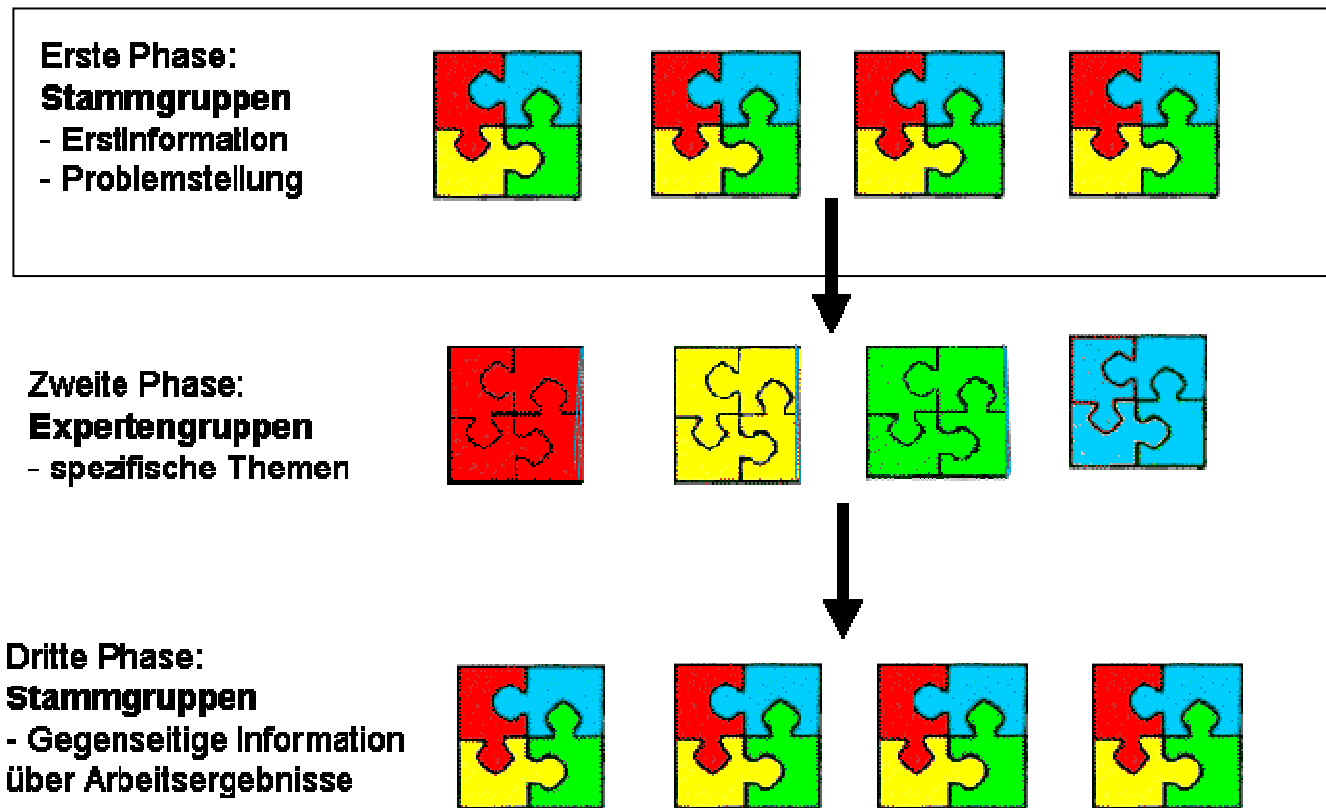 Erste Phase:
Stammgruppen
- Erstinformation
- Problemstellung
Zweite Phase:
Expertengruppen
- spezifische Themen
Dritte Phase:
Stammgruppen
- Gegenseitige Information
über Arbeitsergebnisse